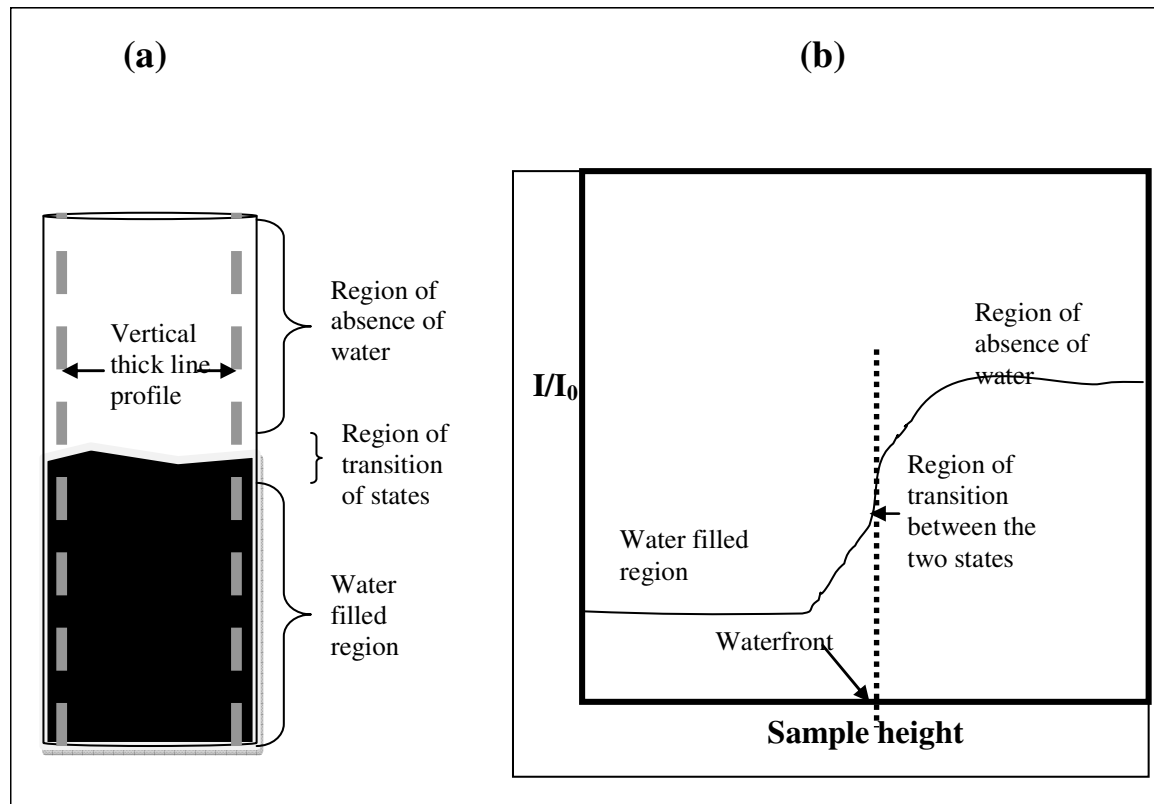 (a)
(b)
Region of
absence of
water
Vertical
thick line
profile
Region of
transition
of states
Water
filled
region
I/I₀
Region of
absence of
water
Region of
transition
between the
two states
Water filled
region
Waterfront
Sample height